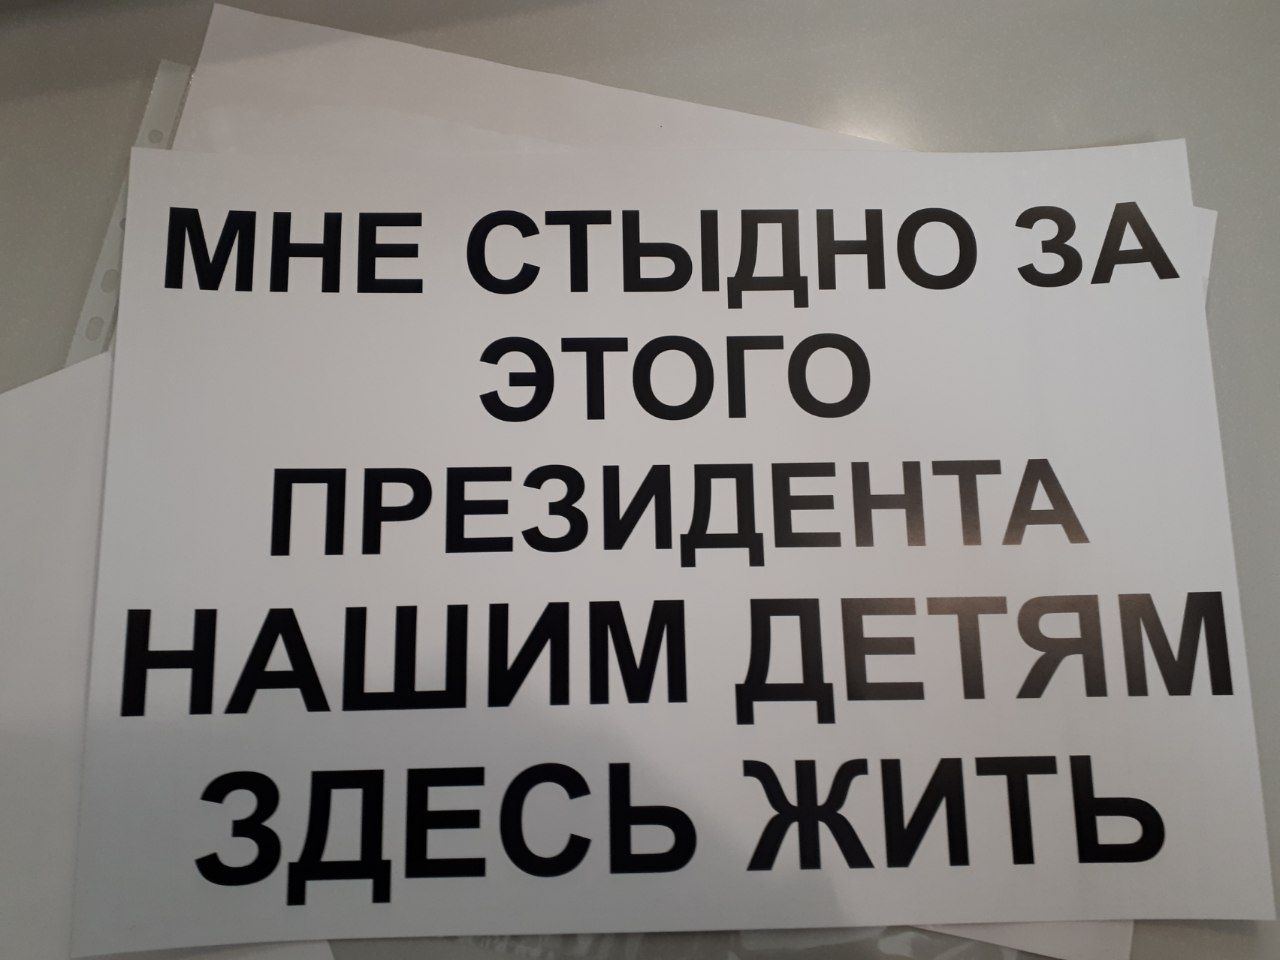 МНЕ СТЫДНО ЗА
ЭТОГО
ПРЕЗИДЕНТА
НАШИМ ДЕТЯМ
ЗДЕСЬ ЖИТЬ